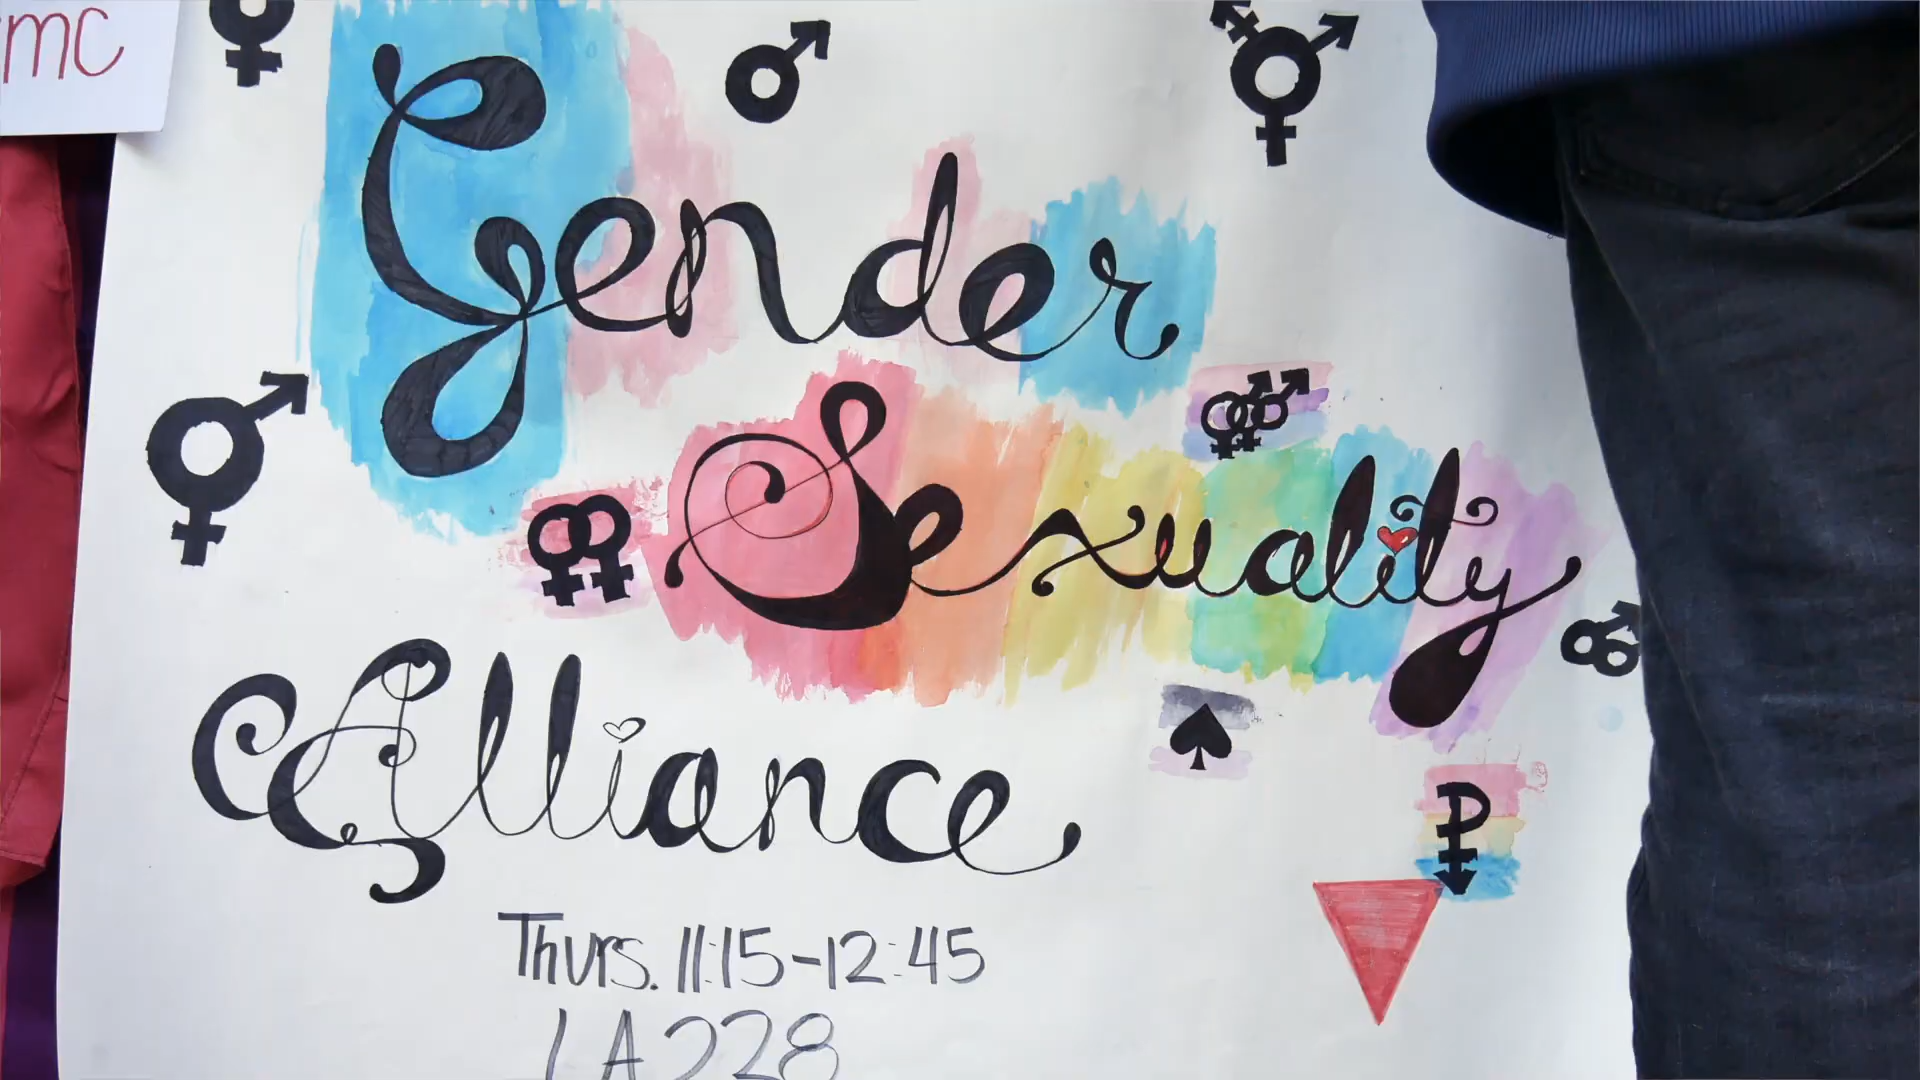 mc
Gender
Sexuality
Alliance
Thurs. 11:15-12:45
LA228